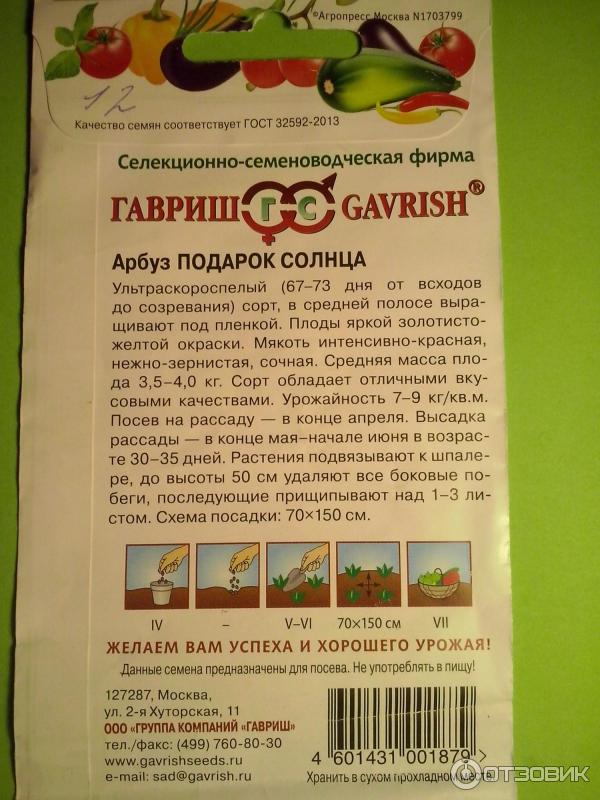 ©Агропресс Москва N1703799
12
Качество семян соответствует ГОСТ 32592-2013
Селекционно-семеноводческая фирма
ГАВРИШ Г С GAVRISH®
Арбуз ПОДАРОК СОЛНЦА
Ультраскороспелый (67–73 дня от всходов
до созревания) сорт, в средней полосе выра-
щивают под пленкой. Плоды яркой золотисто-
желтой окраски. Мякоть интенсивно-красная,
нежно-зернистая, сочная. Средняя масса пло-
да 3,5–4,0 кг. Сорт обладает отличными вку-
совыми качествами. Урожайность 7–9 кг/кв.м.
Посев на рассаду — в конце апреля. Высадка
рассады — в конце мая–начале июня в возрас-
те 30–35 дней. Растения подвязывают к шпале-
ре, до высоты 50 см удаляют все боковые по-
беги, последующие прищипывают над 1–3 ли-
стом. Схема посадки: 70×150 см.
IV – V–VI 70×150 см VII
ЖЕЛАЕМ ВАМ УСПЕХА И ХОРОШЕГО УРОЖАЯ!
Данные семена предназначены для посева. Не употреблять в пищу!
127287, Москва,
ул. 2-я Хуторская, 11
ООО «ГРУППА КОМПАНИЙ «ГАВРИШ»
тел./факс: (499) 760-80-30
www.gavrishseeds.ru
e-mail: sad@gavrish.ru
4 601431 001879 >
Хранить в сухом прохладном месте
ОТЗОВИК